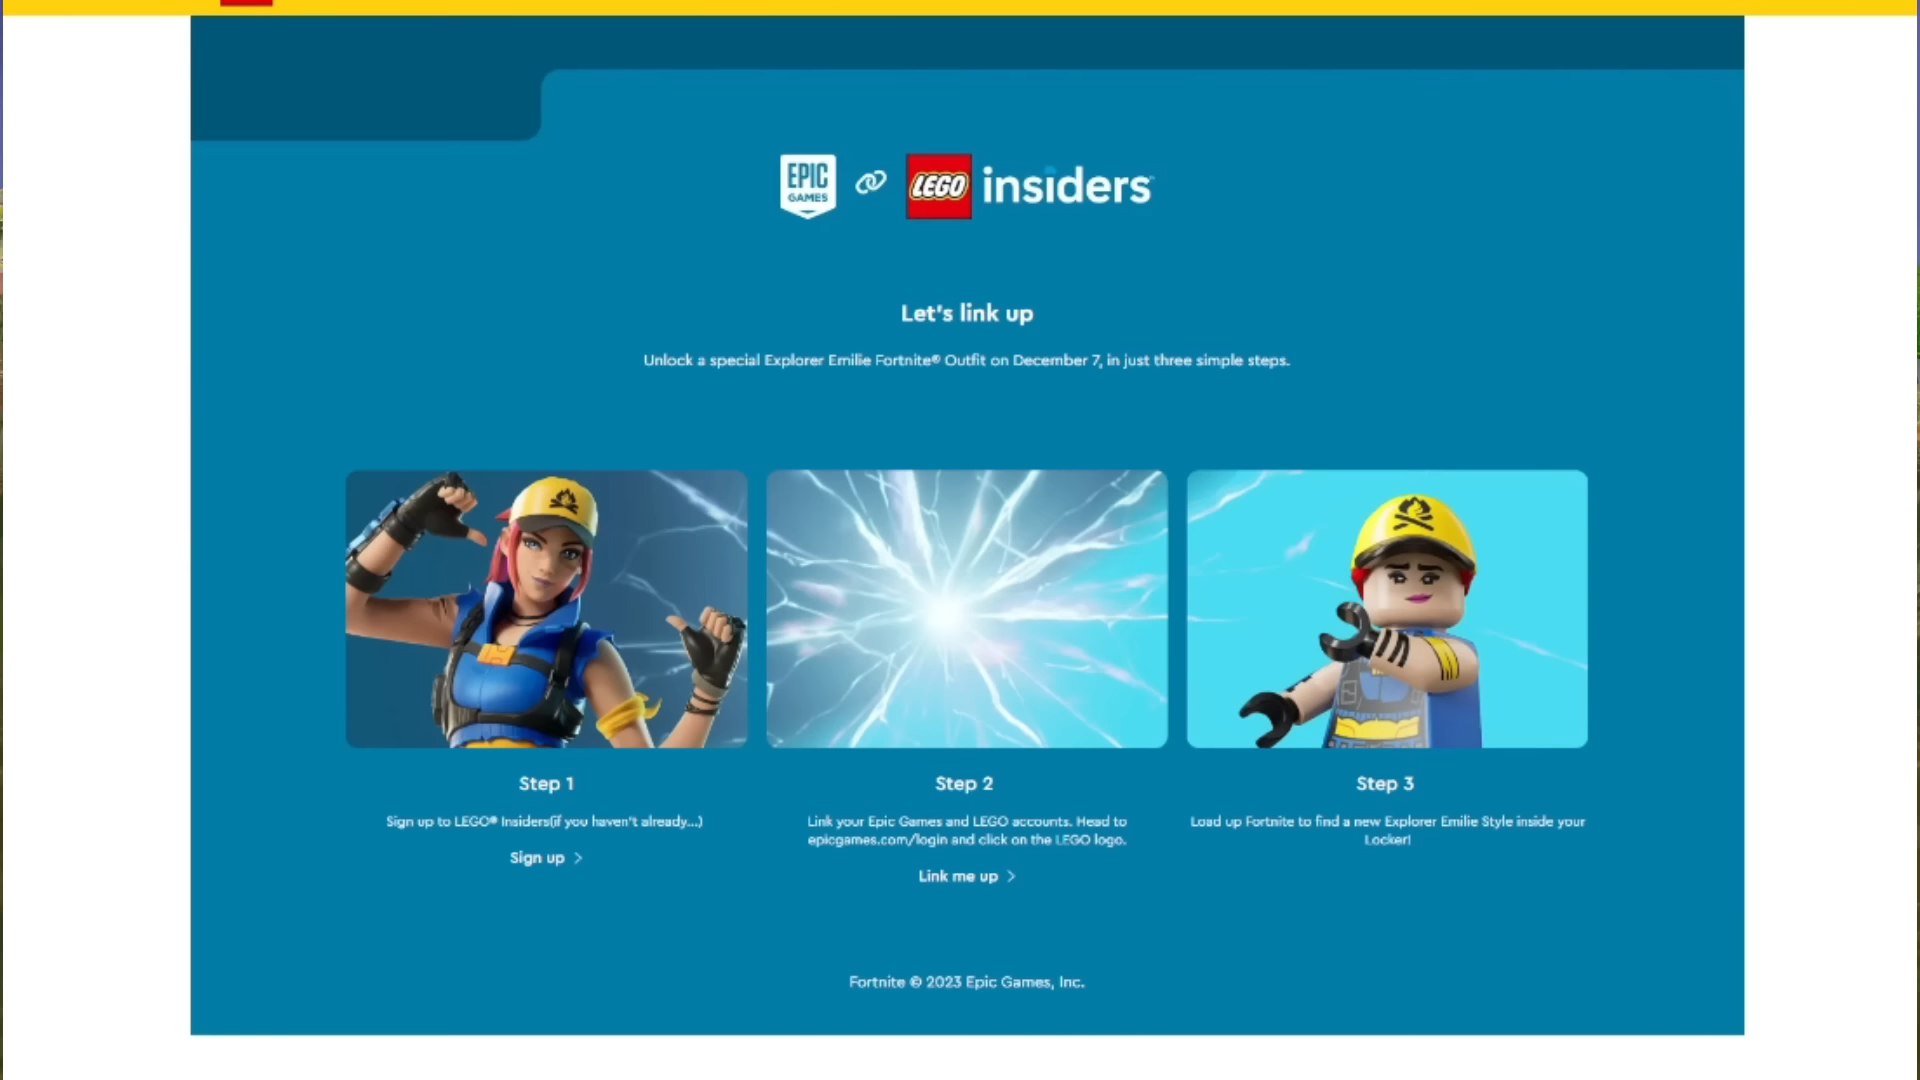 EPIC
GAMES
LEGO insiders
Let's link up
Unlock a special Explorer Emilie Fortnite® Outfit on December 7, in just three simple steps.
Step 1
Sign up to LEGO® Insiders(if you haven't already...)
Sign up >
Step 2
Link your Epic Games and LEGO accounts. Head to
epicgames.com/login and click on the LEGO logo.
Link me up >
Step 3
Load up Fortnite to find a new Explorer Emilie Style inside your
Locker!
Fortnite © 2023 Epic Games, Inc.